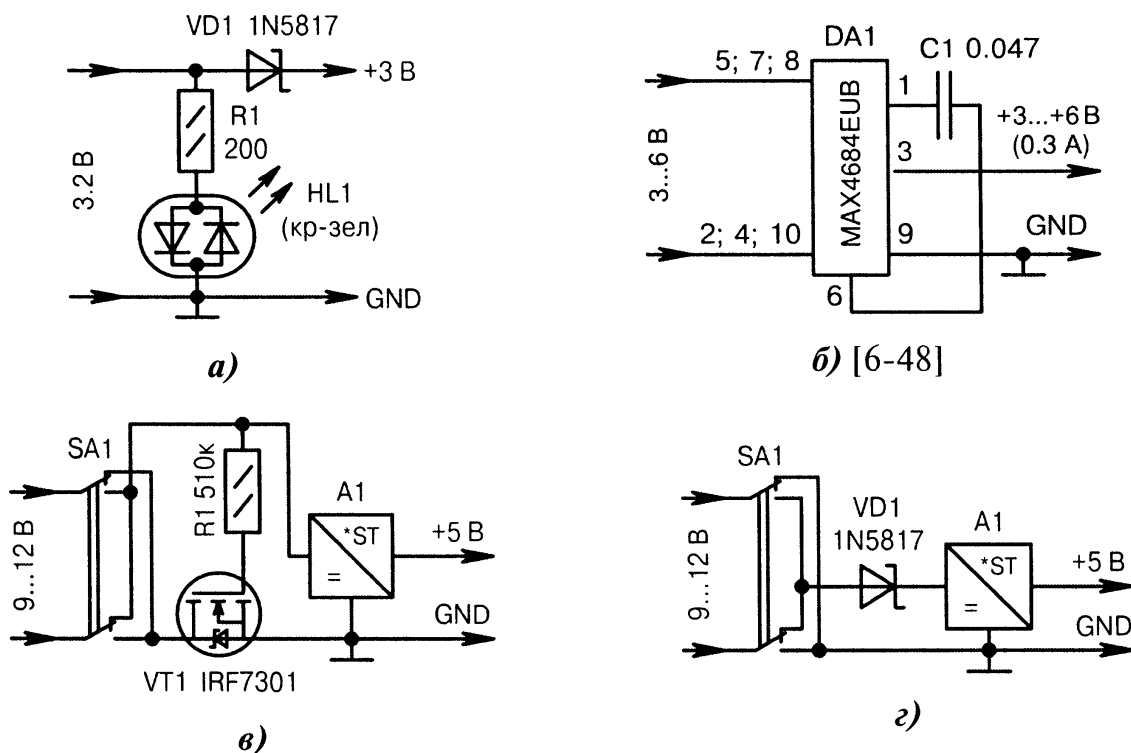 VD1 1N5817
+3 В
R1
200
3.2 В
HL1
(кр-зел)
GND
а)
DA1
C1 0.047
5; 7; 8
1
MAX4684EUB
3...6 В
+3...+6 В
(0.3 А)
3
2; 4; 10
9
GND
6
б) [6-48]
SA1
R1 510к
A1
*ST
=
+5 В
9...12 В
GND
VT1 IRF7301
в)
SA1
VD1
1N5817
A1
*ST
=
+5 В
9...12 В
GND
г)